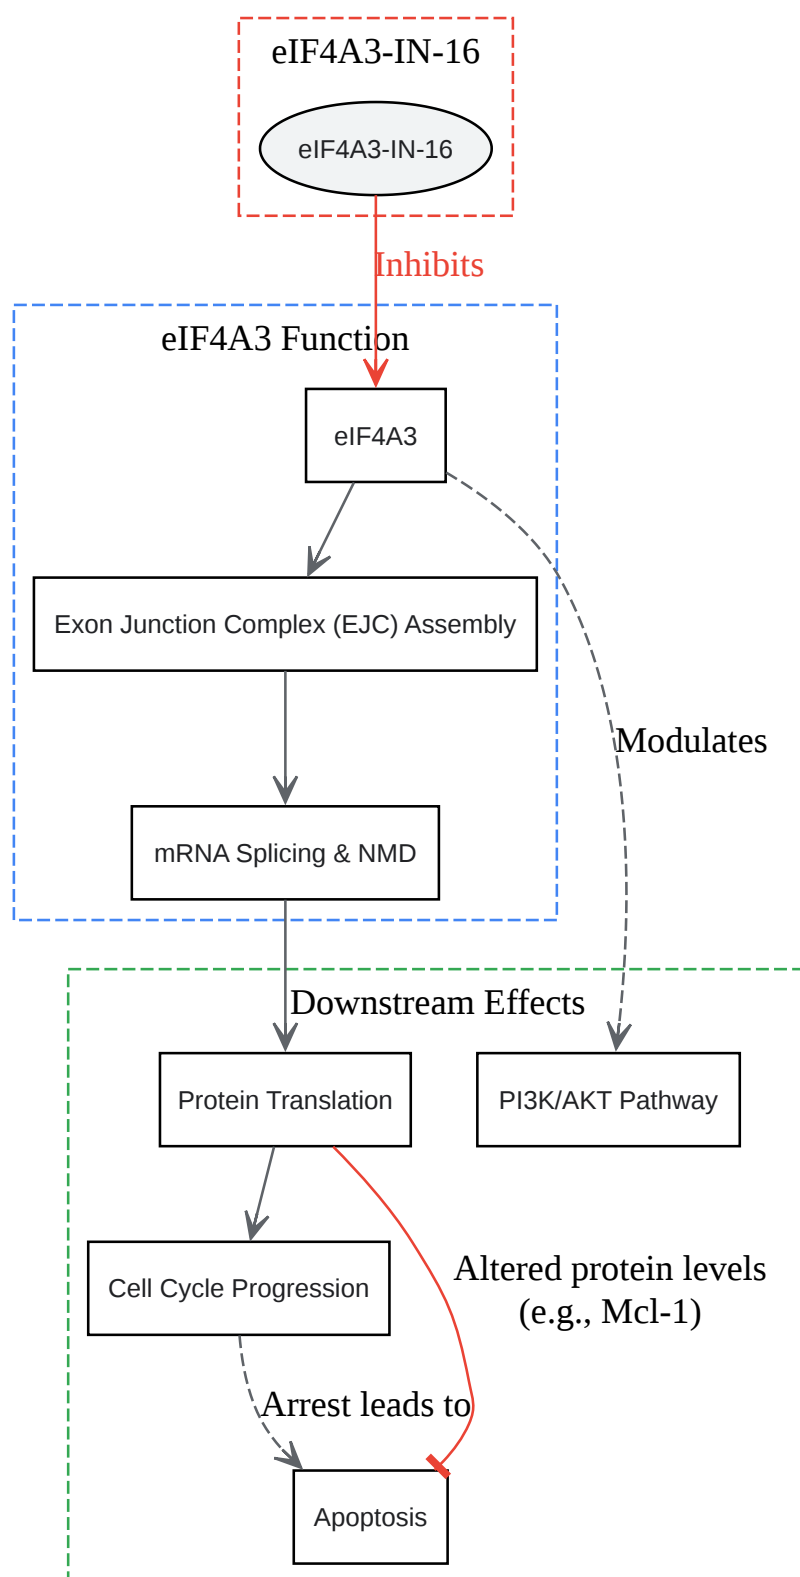 eIF4A3-IN-16
eIF4A3-IN-16
Inhibits
eIF4A3 Function
eIF4A3
Exon Junction Complex (EJC) Assembly
Modulates
mRNA Splicing & NMD
Downstream Effects
Protein Translation
PI3K/AKT Pathway
Altered protein levels
(e.g., Mcl-1)
Cell Cycle Progression
Arrest leads to
Apoptosis